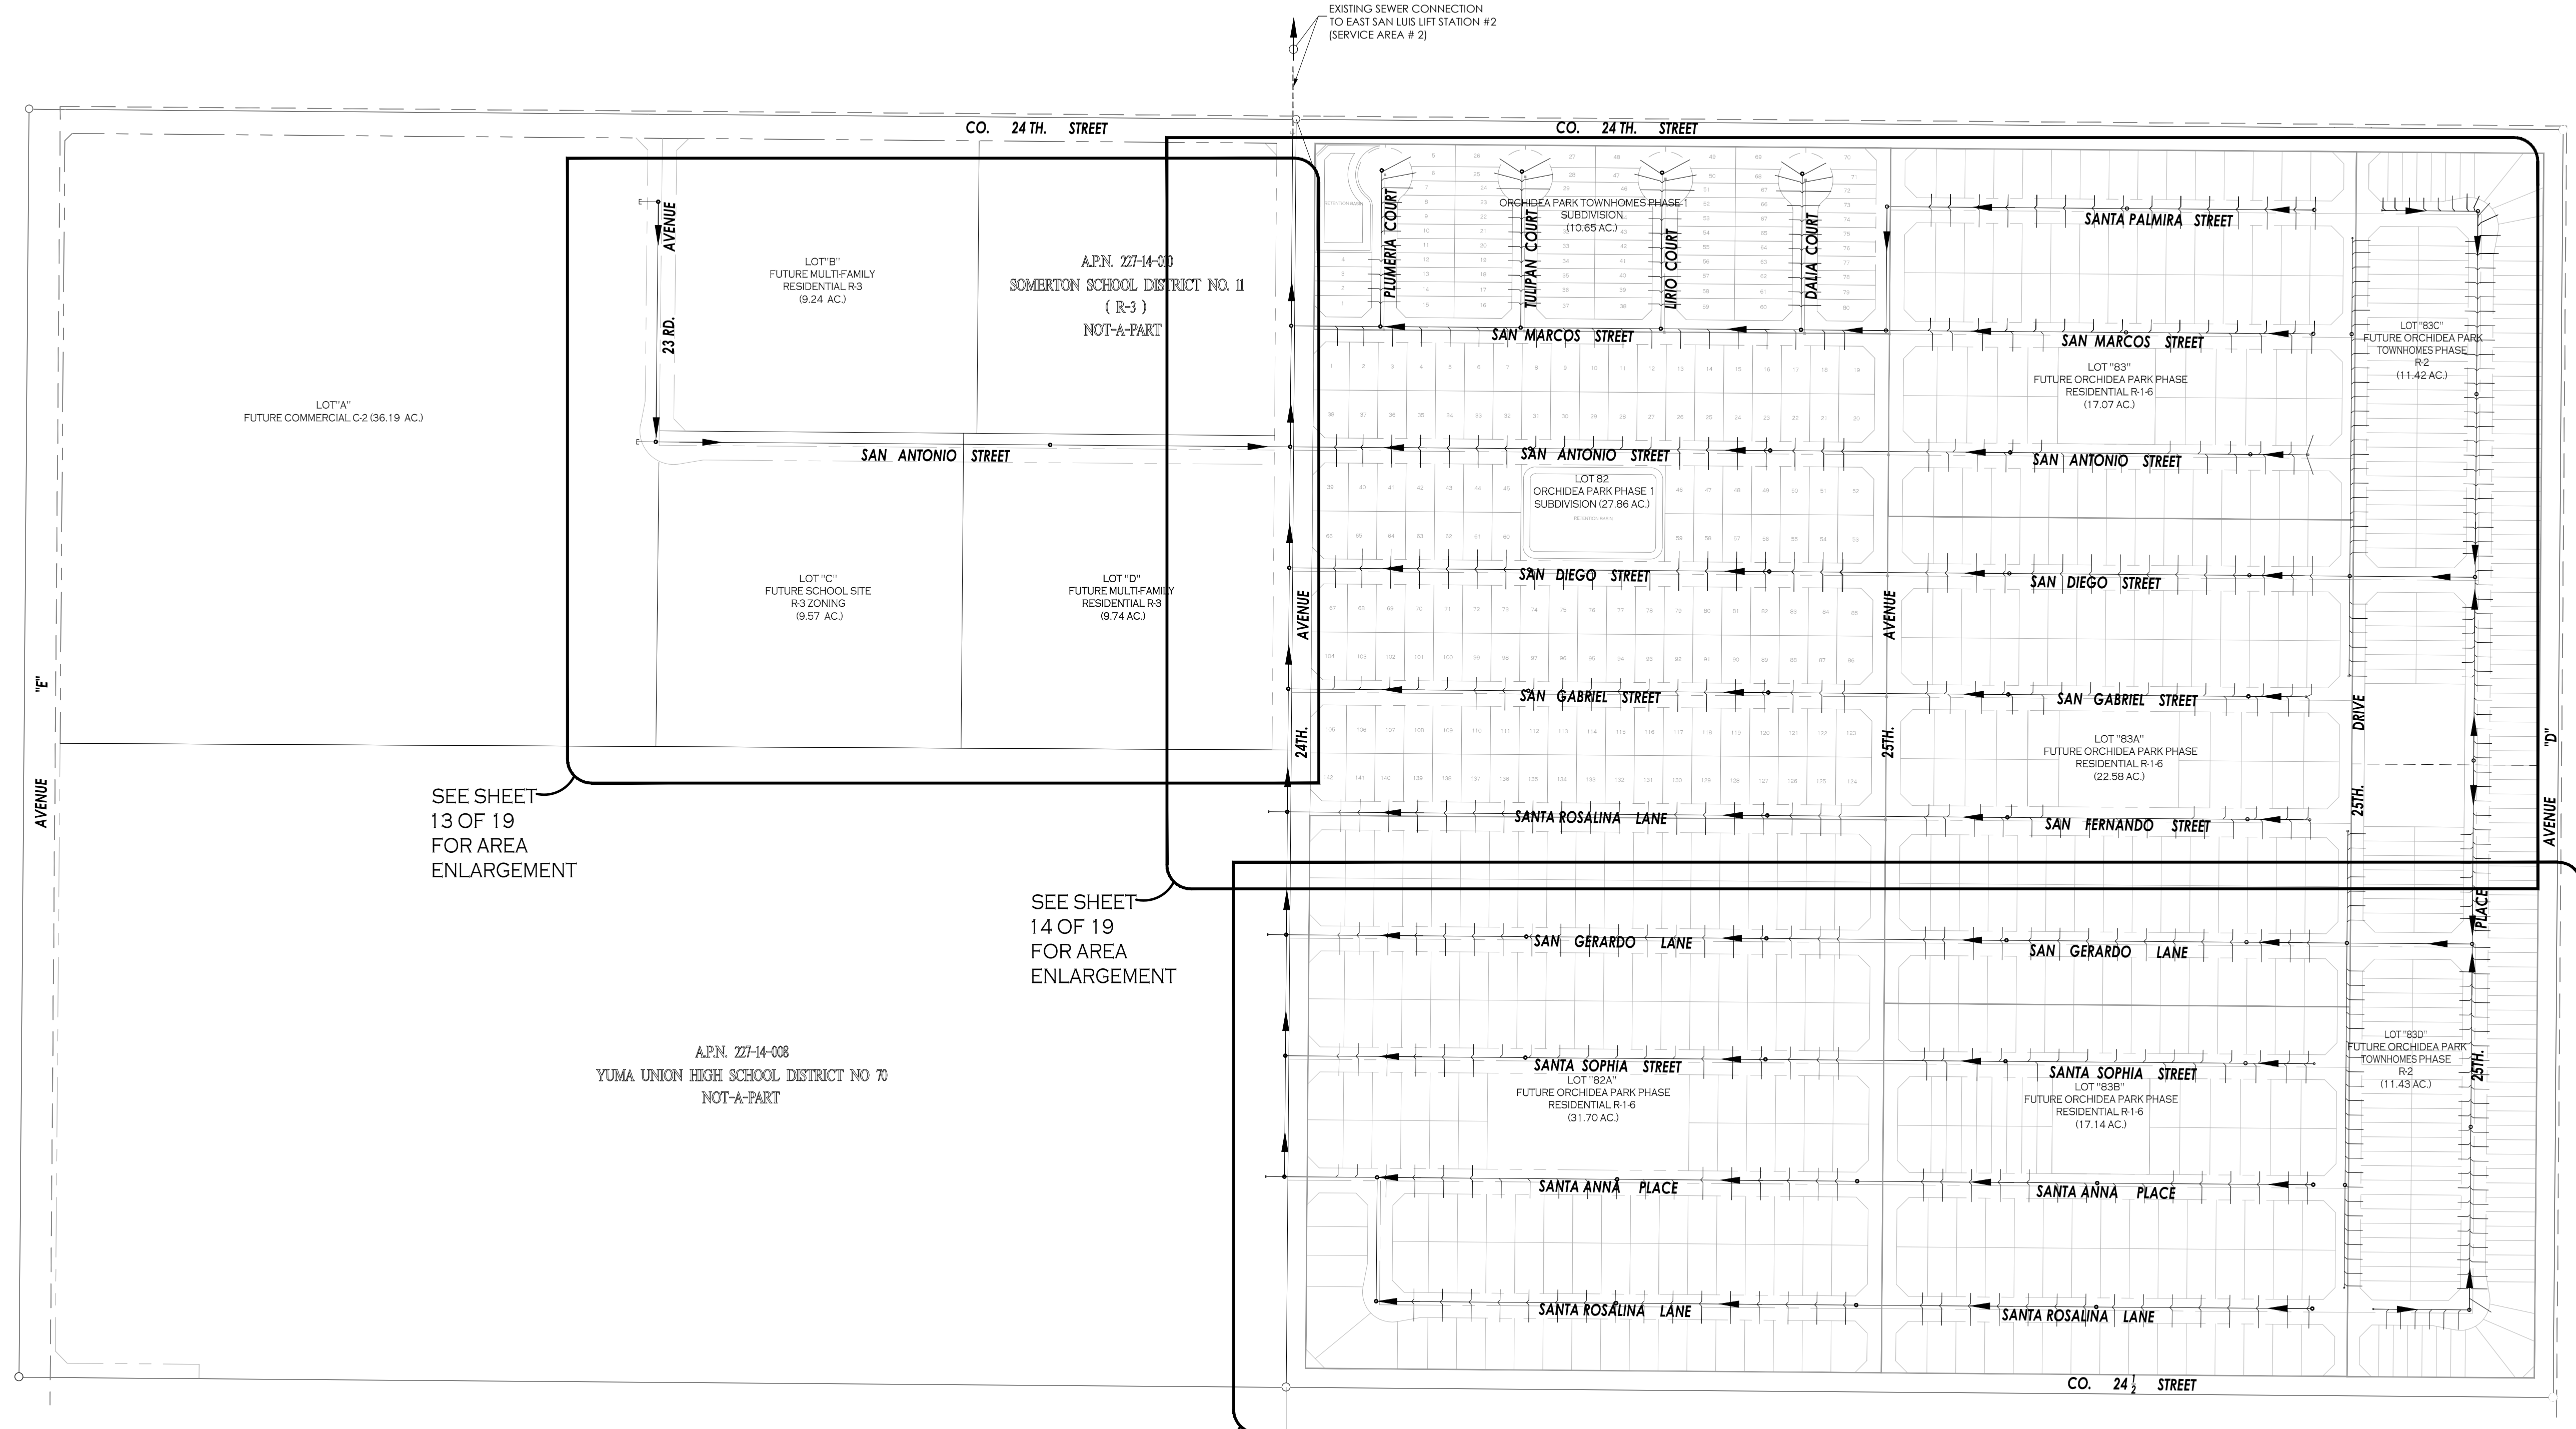 EXISTING SEWER CONNECTION
TO EAST SAN LUIS LIFT STATION #2
(SERVICE AREA # 2)
CO. 24 TH. STREET
CO. 24 TH. STREET
23 RD. AVENUE
LOT"B"
FUTURE MULTI-FAMILY
RESIDENTIAL R-3
(9.24 AC.)
A.P.N. 227-14-010
SOMERTON SCHOOL DISTRICT NO. 11
( R-3 )
NOT-A-PART
LOT"A"
FUTURE COMMERCIAL C-2 (36.19 AC.)
SAN ANTONIO STREET
LOT "C"
FUTURE SCHOOL SITE
R-3 ZONING
(9.57 AC.)
LOT "D"
FUTURE MULTI-FAMILY
RESIDENTIAL R-3
(9.74 AC.)
AVENUE "E"
24TH. AVENUE
SEE SHEET
13 OF 19
FOR AREA
ENLARGEMENT
SEE SHEET
14 OF 19
FOR AREA
ENLARGEMENT
A.P.N. 227-14-008
YUMA UNION HIGH SCHOOL DISTRICT NO 70
NOT-A-PART
RETENTION BASIN
ORCHIDEA PARK TOWNHOMES PHASE 1
SUBDIVISION
(10.65 AC.)
PLUMERIA COURT
TULIPAN COURT
LIRIO COURT
DALIA COURT
SANTA PALMIRA STREET
SAN MARCOS STREET
SAN MARCOS STREET
LOT "83"
FUTURE ORCHIDEA PARK PHASE
RESIDENTIAL R-1-6
(17.07 AC.)
LOT "83C"
FUTURE ORCHIDEA PARK
TOWNHOMES PHASE
R-2
(11.42 AC.)
SAN ANTONIO STREET
SAN ANTONIO STREET
LOT 82
ORCHIDEA PARK PHASE 1
SUBDIVISION (27.86 AC.)
RETENTION BASIN
SAN DIEGO STREET
SAN DIEGO STREET
25TH. AVENUE
SAN GABRIEL STREET
SAN GABRIEL STREET
25TH. DRIVE
LOT "83A"
FUTURE ORCHIDEA PARK PHASE
RESIDENTIAL R-1-6
(22.58 AC.)
AVENUE "D"
SANTA ROSALINA LANE
SAN FERNANDO STREET
25TH. PLACE
SAN GERARDO LANE
SAN GERARDO LANE
SANTA SOPHIA STREET
SANTA SOPHIA STREET
LOT "82A"
FUTURE ORCHIDEA PARK PHASE
RESIDENTIAL R-1-6
(31.70 AC.)
LOT "83B"
FUTURE ORCHIDEA PARK PHASE
RESIDENTIAL R-1-6
(17.14 AC.)
LOT "83D"
FUTURE ORCHIDEA PARK
TOWNHOMES PHASE
R-2
(11.43 AC.)
SANTA ANNA PLACE
SANTA ANNA PLACE
SANTA ROSALINA LANE
SANTA ROSALINA LANE
CO. 24 1/2 STREET